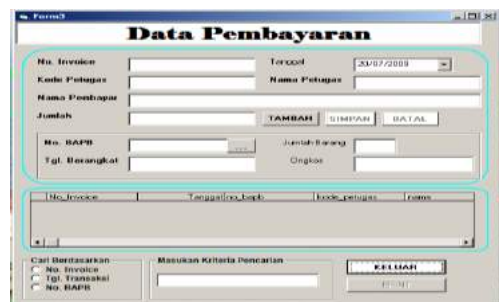 Form3
Data Pembayaran
No. Invoice
Tanggal 20/07/2009
Kode Petugas
Nama Petugas
Nama Pembayar
Jumlah
TAMBAH SIMPAN BATAL
No. BAPB ...
Jumlah Barang
Tgl. Berangkat
Ongkos
No_Invoice Tanggal no_bapb kode_petugas nama
Cari Berdasarkan
Masukan Kriteria Pencarian
No. Invoice
Tgl. Transaksi
No. BAPB
KELUAR